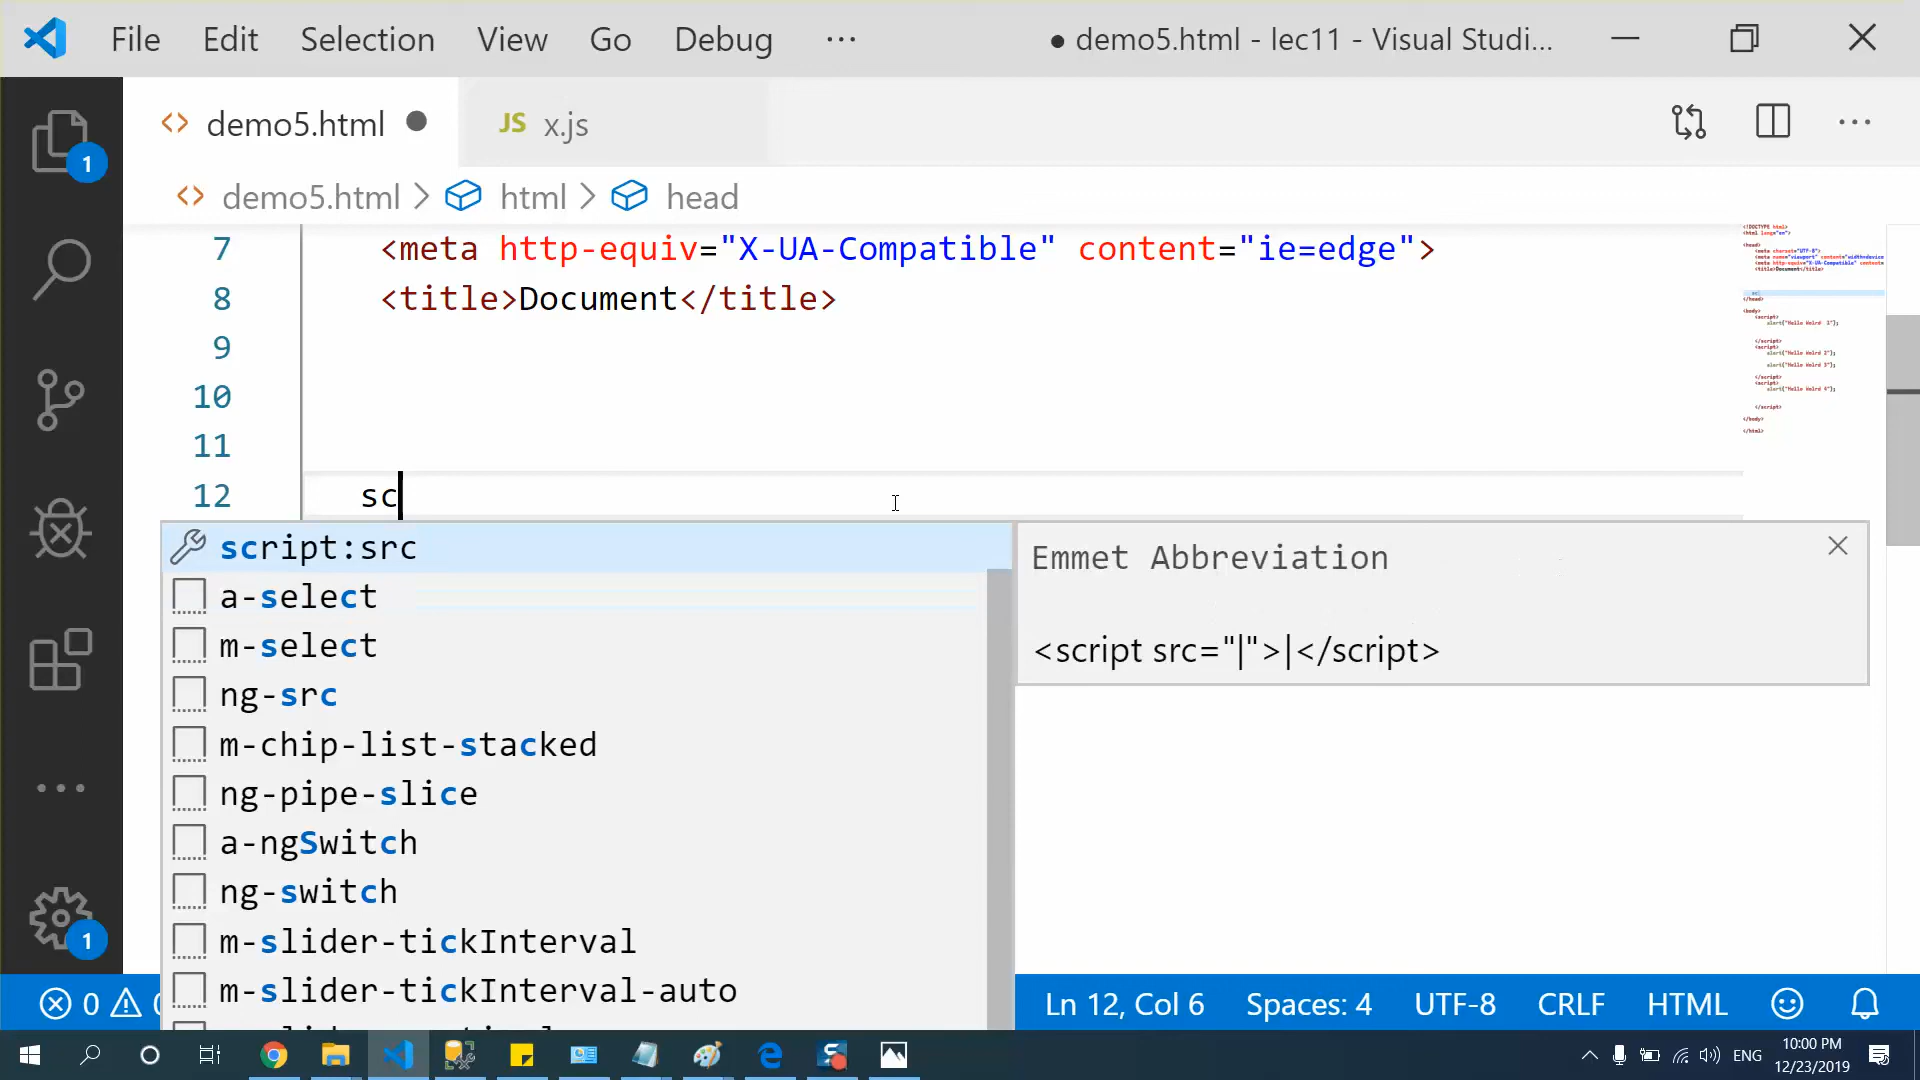 File Edit Selection View Go Debug ··· ● demo5.html - lec11 - Visual Studi...
demo5.html ● JS x.js
demo5.html > html > head
7 <meta http-equiv="X-UA-Compatible" content="ie=edge">
8 <title>Document</title>
9
10
11
12 sc
script:src
a-select
m-select
ng-src
m-chip-list-stacked
ng-pipe-slice
a-ngSwitch
ng-switch
m-slider-tickInterval
m-slider-tickInterval-auto
Emmet Abbreviation
<script src="|">|</script>
1
1
0 Ln 12, Col 6 Spaces: 4 UTF-8 CRLF HTML
ENG 10:00 PM
12/23/2019